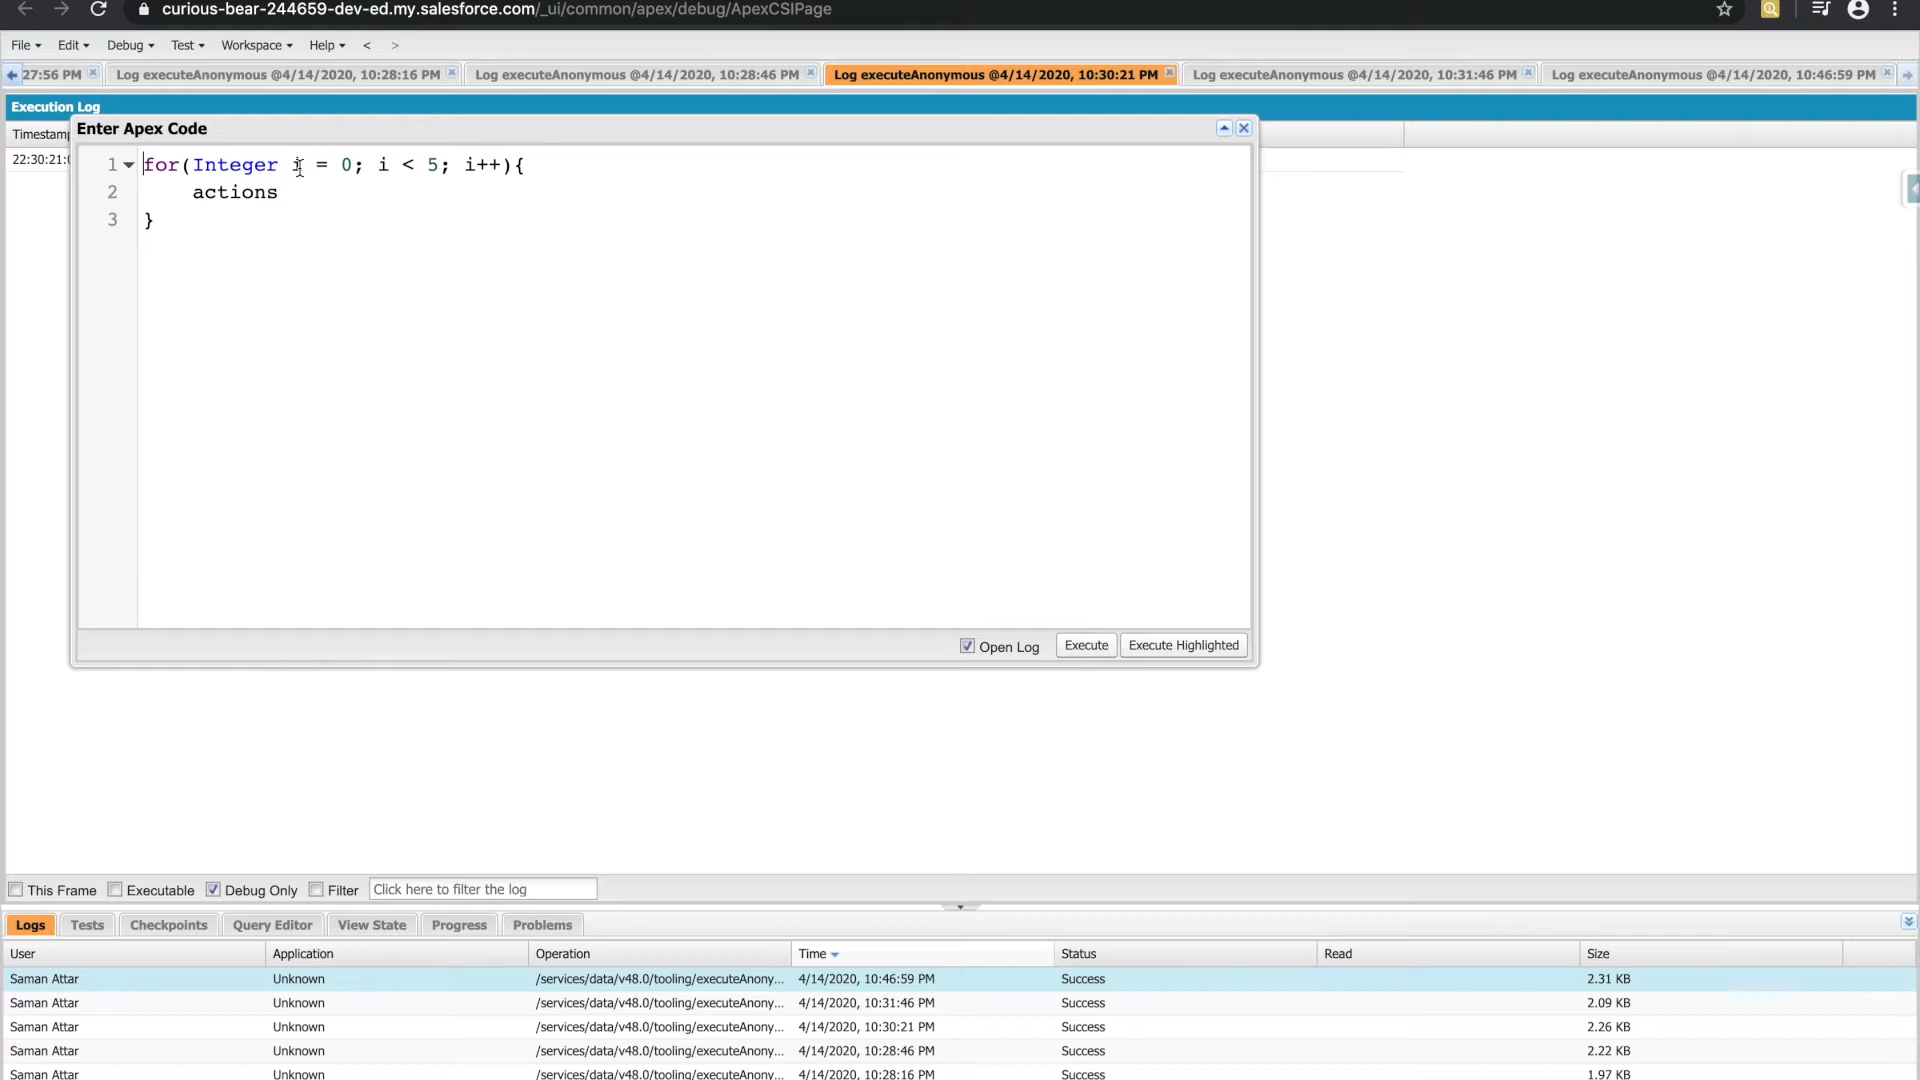 curious-bear-244659-dev-ed.my.salesforce.com/_ui/common/apex/debug/ApexCSIPage
File Edit Debug Test Workspace Help < >
27:56 PM Log executeAnonymous @4/14/2020, 10:28:16 PM Log executeAnonymous @4/14/2020, 10:28:46 PM Log executeAnonymous @4/14/2020, 10:30:21 PM Log executeAnonymous @4/14/2020, 10:31:46 PM Log executeAnonymous @4/14/2020, 10:46:59 PM
Execution Log
Timestamp
Enter Apex Code
22:30:21:0
1 for(Integer i = 0; i < 5; i++){
2 actions
3 }
Open Log Execute Execute Highlighted
This Frame Executable Debug Only Filter Click here to filter the log
Logs Tests Checkpoints Query Editor View State Progress Problems
User Application Operation Time Status Read Size
Saman Attar Unknown /services/data/v48.0/tooling/executeAnony... 4/14/2020, 10:46:59 PM Success 2.31 KB
Saman Attar Unknown /services/data/v48.0/tooling/executeAnony... 4/14/2020, 10:31:46 PM Success 2.09 KB
Saman Attar Unknown /services/data/v48.0/tooling/executeAnony... 4/14/2020, 10:30:21 PM Success 2.26 KB
Saman Attar Unknown /services/data/v48.0/tooling/executeAnony... 4/14/2020, 10:28:46 PM Success 2.22 KB
Saman Attar Unknown /services/data/v48.0/tooling/executeAnony... 4/14/2020, 10:28:16 PM Success 1.97 KB